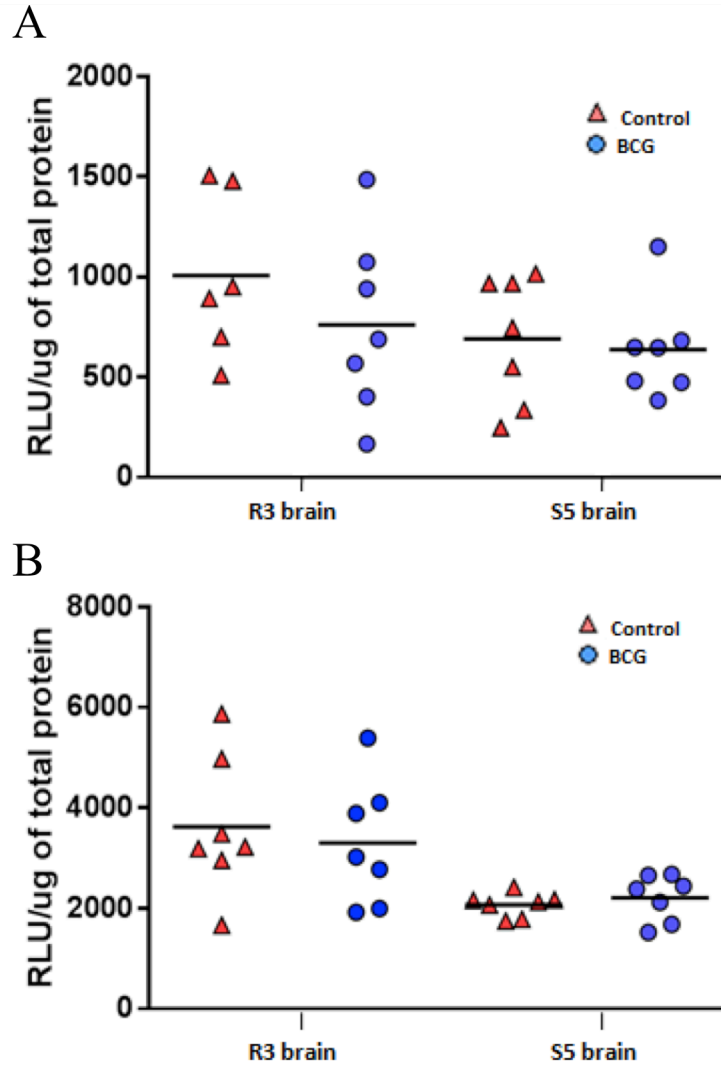 A
RLU/ug of total protein
2000
1500
1000
500
0
Control
BCG
R3 brain
S5 brain
B
RLU/ug of total protein
8000
6000
4000
2000
0
Control
BCG
R3 brain
S5 brain